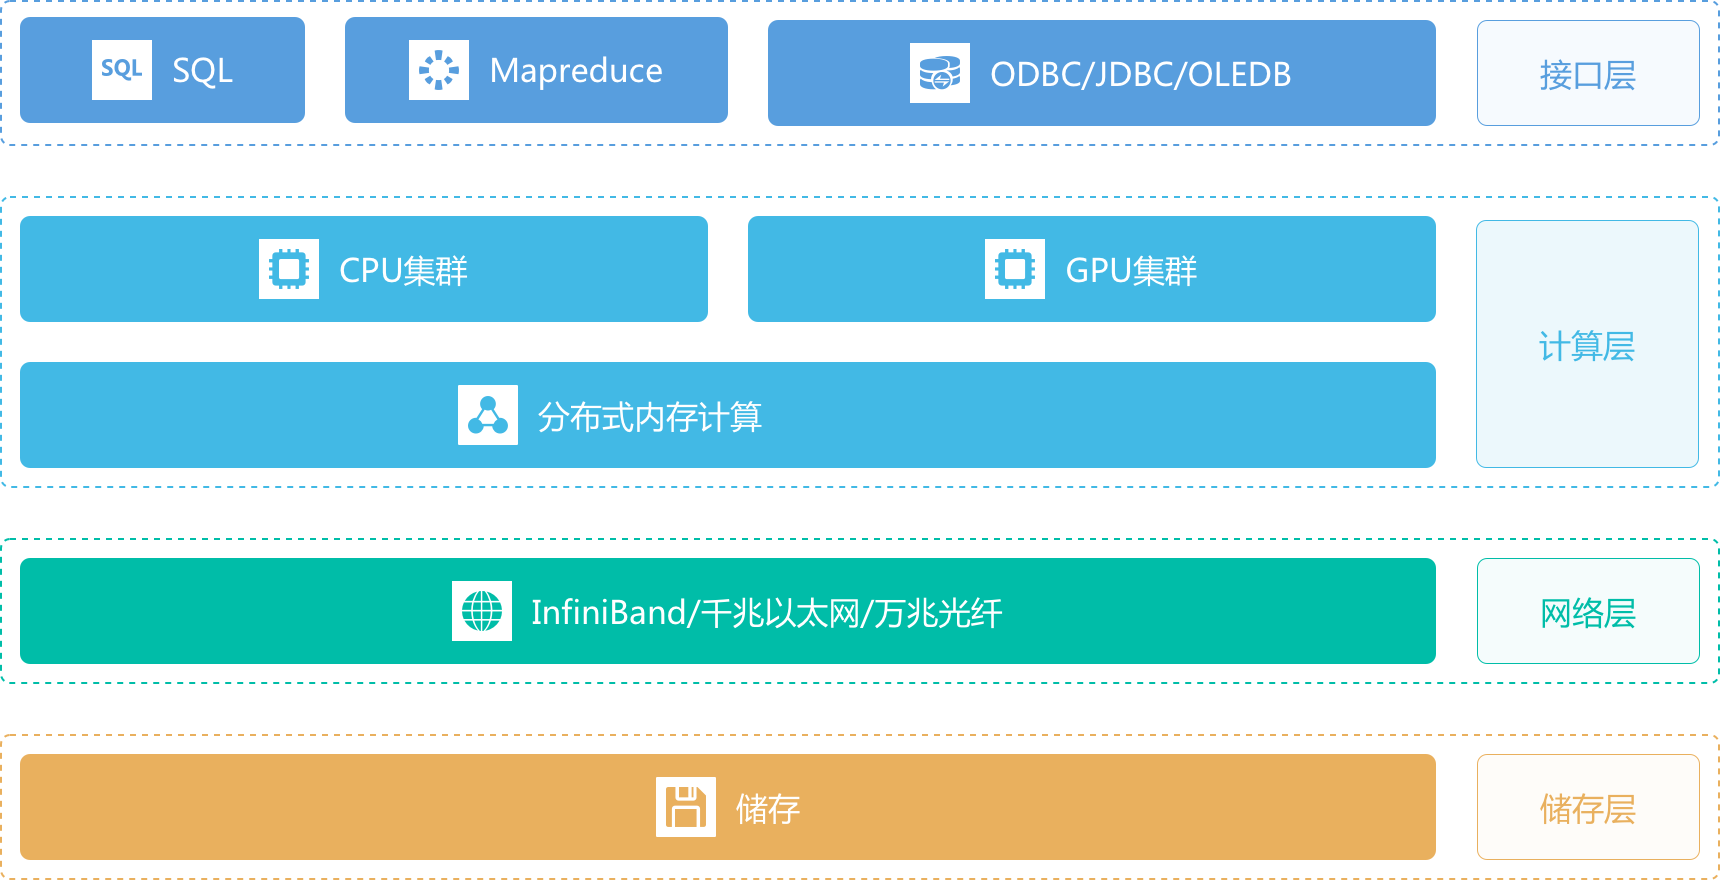 SQL SQL
Mapreduce
ODBC/JDBC/OLEDB
接口层
CPU集群
GPU集群
计算层
分布式内存计算
InfiniBand/千兆以太网/万兆光纤
网络层
储存
储存层